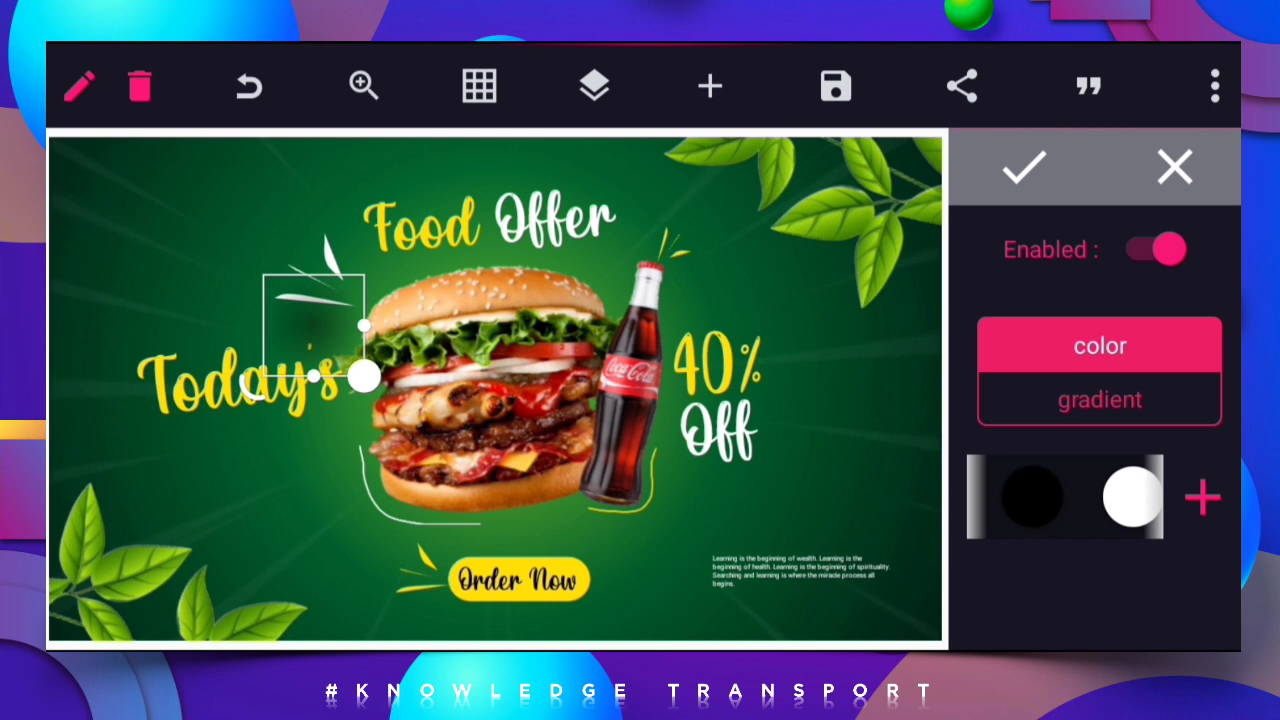 Food Offer
Enabled :
color
gradient
Today's
Coca-Cola
40%
Off
Order Now
Learning is the beginning of wealth. Learning is the
beginning of health. Learning is the beginning of spirituality.
Searching and learning is where the miracle process all
begins.
#KNOWLEDGE TRANSPORT